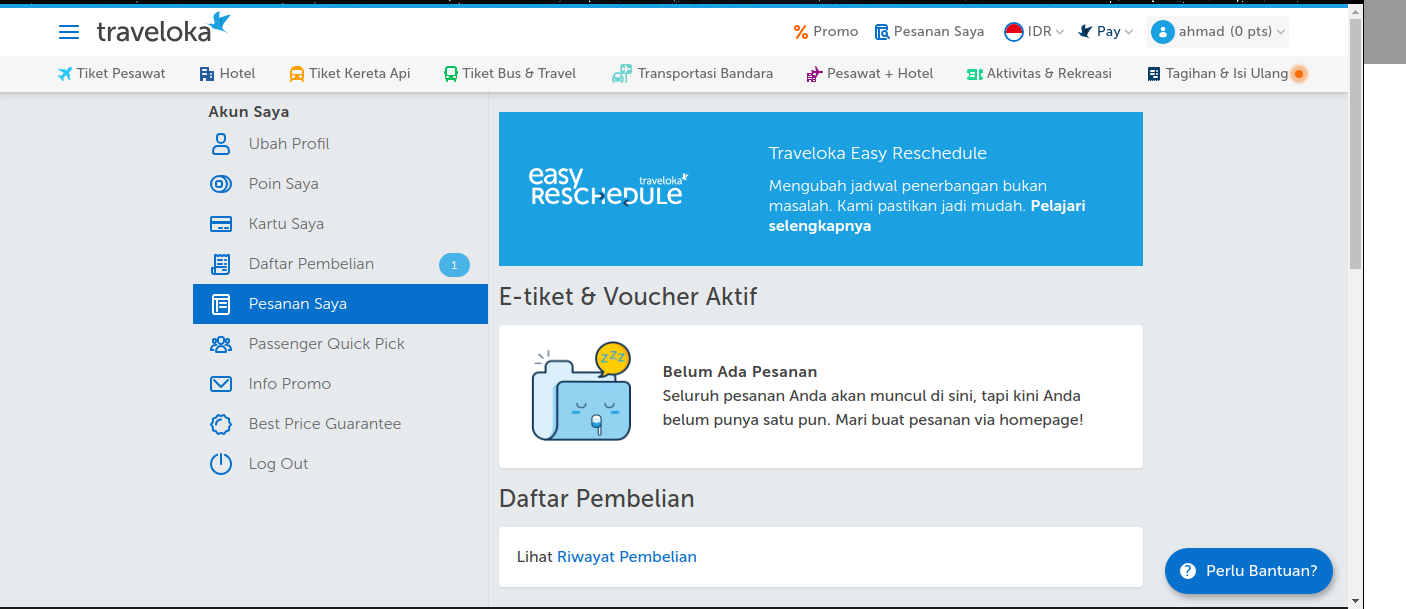 traveloka
Promo
Pesanan Saya
IDR
Pay
ahmad (0 pts)
Tiket Pesawat
Hotel
Tiket Kereta Api
Tiket Bus & Travel
Transportasi Bandara
Pesawat + Hotel
Aktivitas & Rekreasi
Tagihan & Isi Ulang
Akun Saya
Ubah Profil
Poin Saya
Kartu Saya
Daftar Pembelian 1
Pesanan Saya
Passenger Quick Pick
Info Promo
Best Price Guarantee
Log Out
easy
traveloka
RESCHEDULE
Traveloka Easy Reschedule
Mengubah jadwal penerbangan bukan
masalah. Kami pastikan jadi mudah. Pelajari
selengkapnya
E-tiket & Voucher Aktif
zZZ
Belum Ada Pesanan
Seluruh pesanan Anda akan muncul di sini, tapi kini Anda
belum punya satu pun. Mari buat pesanan via homepage!
Daftar Pembelian
Lihat Riwayat Pembelian
? Perlu Bantuan?